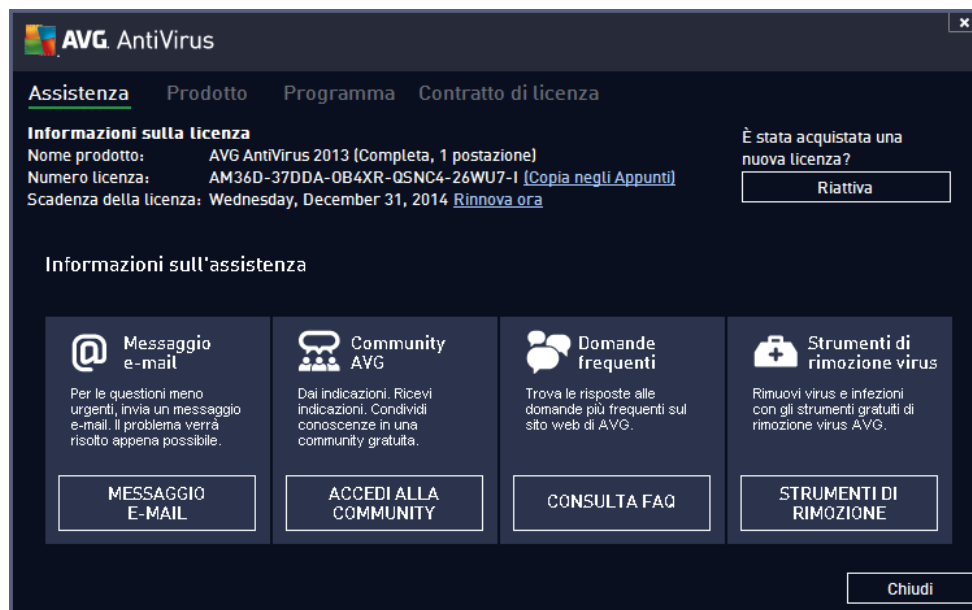 AVG. AntiVirus
Assistenza Prodotto Programma Contratto di licenza
Informazioni sulla licenza
Nome prodotto: AVG AntiVirus 2013 (Completa, 1 postazione)
Numero licenza: AM36D-37DDA-OB4XR-QSNC4-26WU7-I (Copia negli Appunti)
Scadenza della licenza: Wednesday, December 31, 2014 Rinnova ora
È stata acquistata una
nuova licenza?
Riattiva
Informazioni sull'assistenza
Messaggio
e-mail
Per le questioni meno
urgenti, invia un messaggio
e-mail. Il problema verrà
risolto appena possibile.
MESSAGGIO
E-MAIL
Community
AVG
Dai indicazioni. Ricevi
indicazioni. Condividi
conoscenze in una
community gratuita.
ACCEDI ALLA
COMMUNITY
Domande
frequenti
Trova le risposte alle
domande più frequenti sul
sito web di AVG.
CONSULTA FAQ
Strumenti di
rimozione virus
Rimuovi virus e infezioni
con gli strumenti gratuiti di
rimozione virus AVG.
STRUMENTI DI
RIMOZIONE
Chiudi